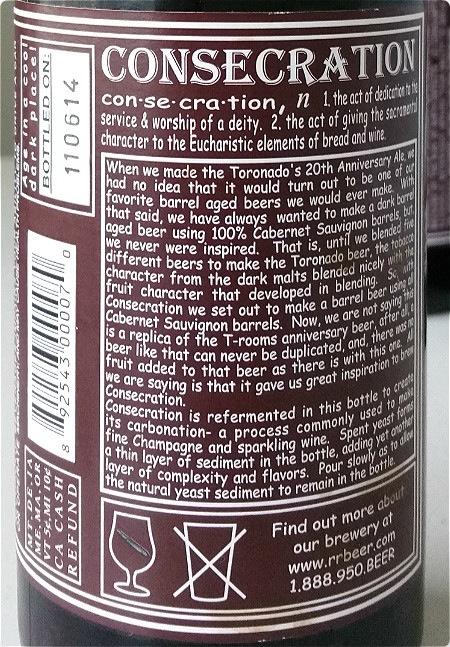 CONSECRATION
con·se·cra·tion, n 1. the act of dedication to the
service & worship of a deity. 2. the act of giving the sacramental
character to the Eucharistic elements of bread and wine.
When we made the Toronado's 20th Anniversary Ale, we
had no idea that it would turn out to be one of our
favorite barrel aged beers we would ever make. With
that said, we have always wanted to make a dark barrel
aged beer using 100% Cabernet Sauvignon barrels, but,
we never were inspired. That is, until we blended five
different beers to make the Toronado beer, the tobacco
character from the dark malts blended nicely with the
fruit character that developed in blending. So, with
Consecration we set out to make a barrel beer using all
Cabernet Sauvignon barrels. Now, we are not saying this
is a replica of the T-rooms anniversary beer, after all, a
beer like that can never be duplicated, and, there was no
fruit added to that beer as there is with this one. All
we are saying is that it gave us great inspiration to brew
Consecration.
Consecration is refermented in this bottle to create
its carbonation- a process commonly used to make
fine Champagne and sparkling wine. Spent yeast forms
a thin layer of sediment in the bottle, adding yet another
layer of complexity and flavors. Pour slowly as to allow
the natural yeast sediment to remain in the bottle.
Find out more about
our brewery at
www.rrbeer.com
1.888.950.BEER
aged in a cool
dark place!
BOTTLED ON:
110614
8 92543 00007 0
HI, CT, DE, IA
ME, MA, OR
VT 5¢, MI 10¢
CA CASH
REFUND